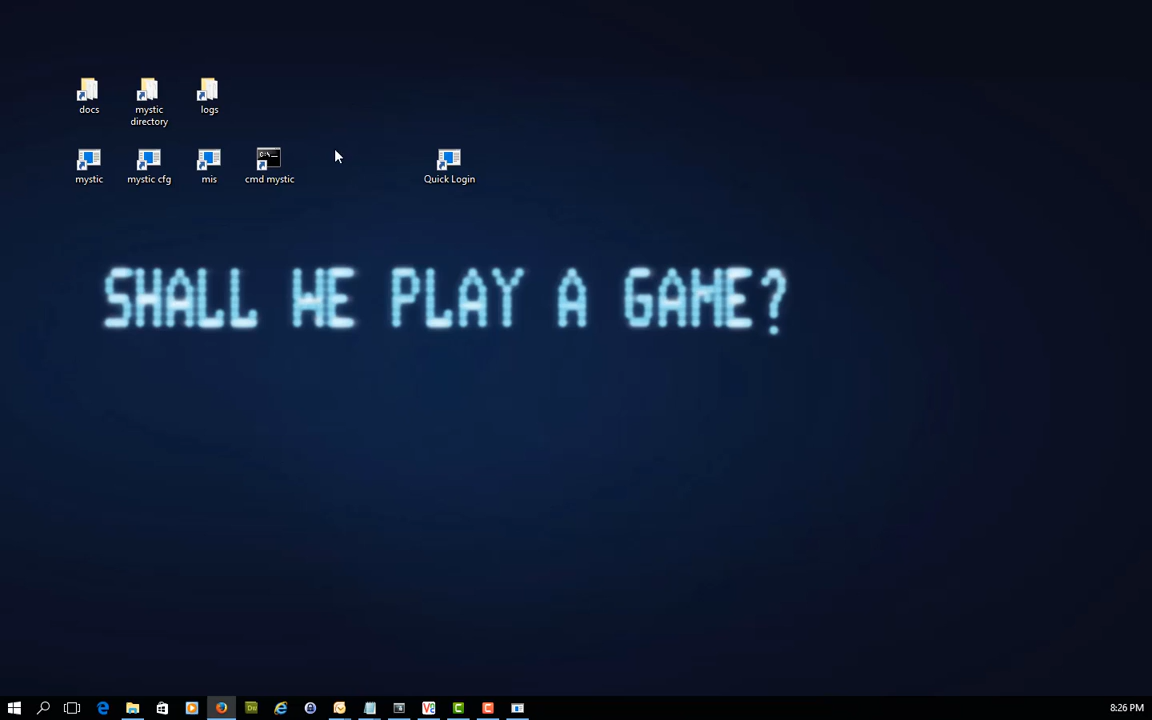 docs
mystic
directory
logs
mystic
mystic cfg
mis
cmd mystic
Quick Login
SHALL WE PLAY A GAME?
8:26 PM